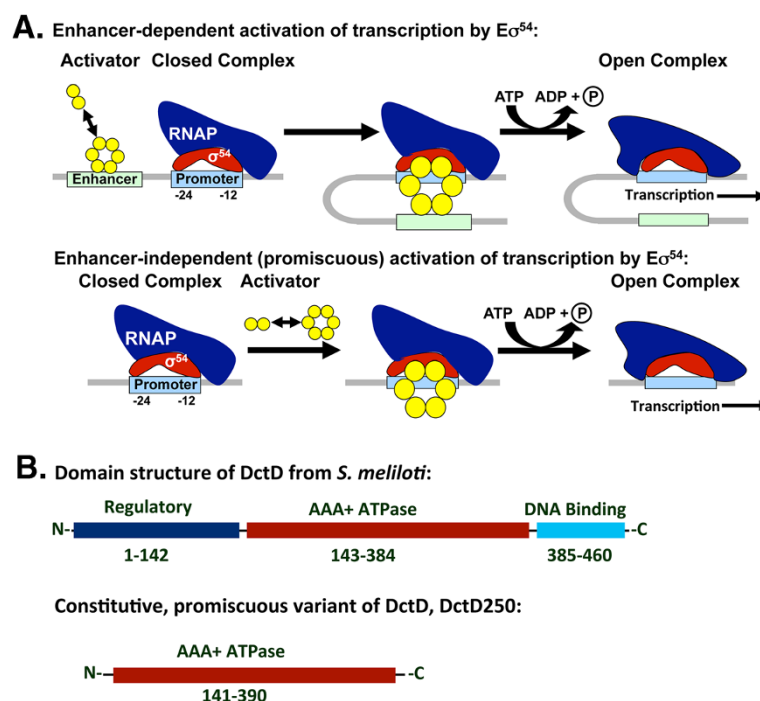 A. Enhancer-dependent activation of transcription by Eσ⁵⁴:
Activator Closed Complex Open Complex
ATP ADP + P
RNAP
σ⁵⁴
Enhancer Promoter
-24 -12
Transcription
Enhancer-independent (promiscuous) activation of transcription by Eσ⁵⁴:
Closed Complex Activator Open Complex
ATP ADP + P
RNAP
σ⁵⁴
Promoter
-24 -12
Transcription
B. Domain structure of DctD from S. meliloti:
Regulatory AAA+ ATPase DNA Binding
N- -C
1-142 143-384 385-460
Constitutive, promiscuous variant of DctD, DctD250:
AAA+ ATPase
N- -C
141-390